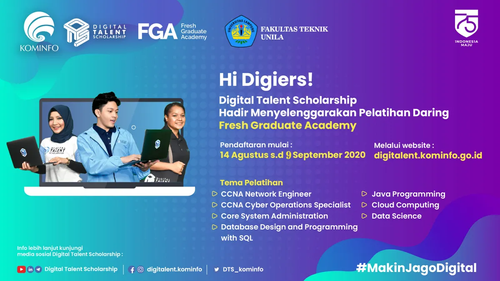 KOMINFO
DIGITAL
TALENT
SCHOLARSHIP
FGA
Fresh
Graduate
Academy
FAKULTAS TEKNIK
UNILA
75
INDONESIA
MAJU
Hi Digiers!
Digital Talent Scholarship
Hadir Menyelenggarakan Pelatihan Daring
Fresh Graduate Academy
Pendaftaran mulai :
14 Agustus s.d 9 September 2020
Melalui website :
digitalent.kominfo.go.id
Tema Pelatihan
CCNA Network Engineer
CCNA Cyber Operations Specialist
Core System Administration
Database Design and Programming
with SQL
Java Programming
Cloud Computing
Data Science
Info lebih lanjut kunjungi
media sosial Digital Talent Scholarship :
Digital Talent Scholarship
digitalent.kominfo
DTS_kominfo
#MakinJagoDigital